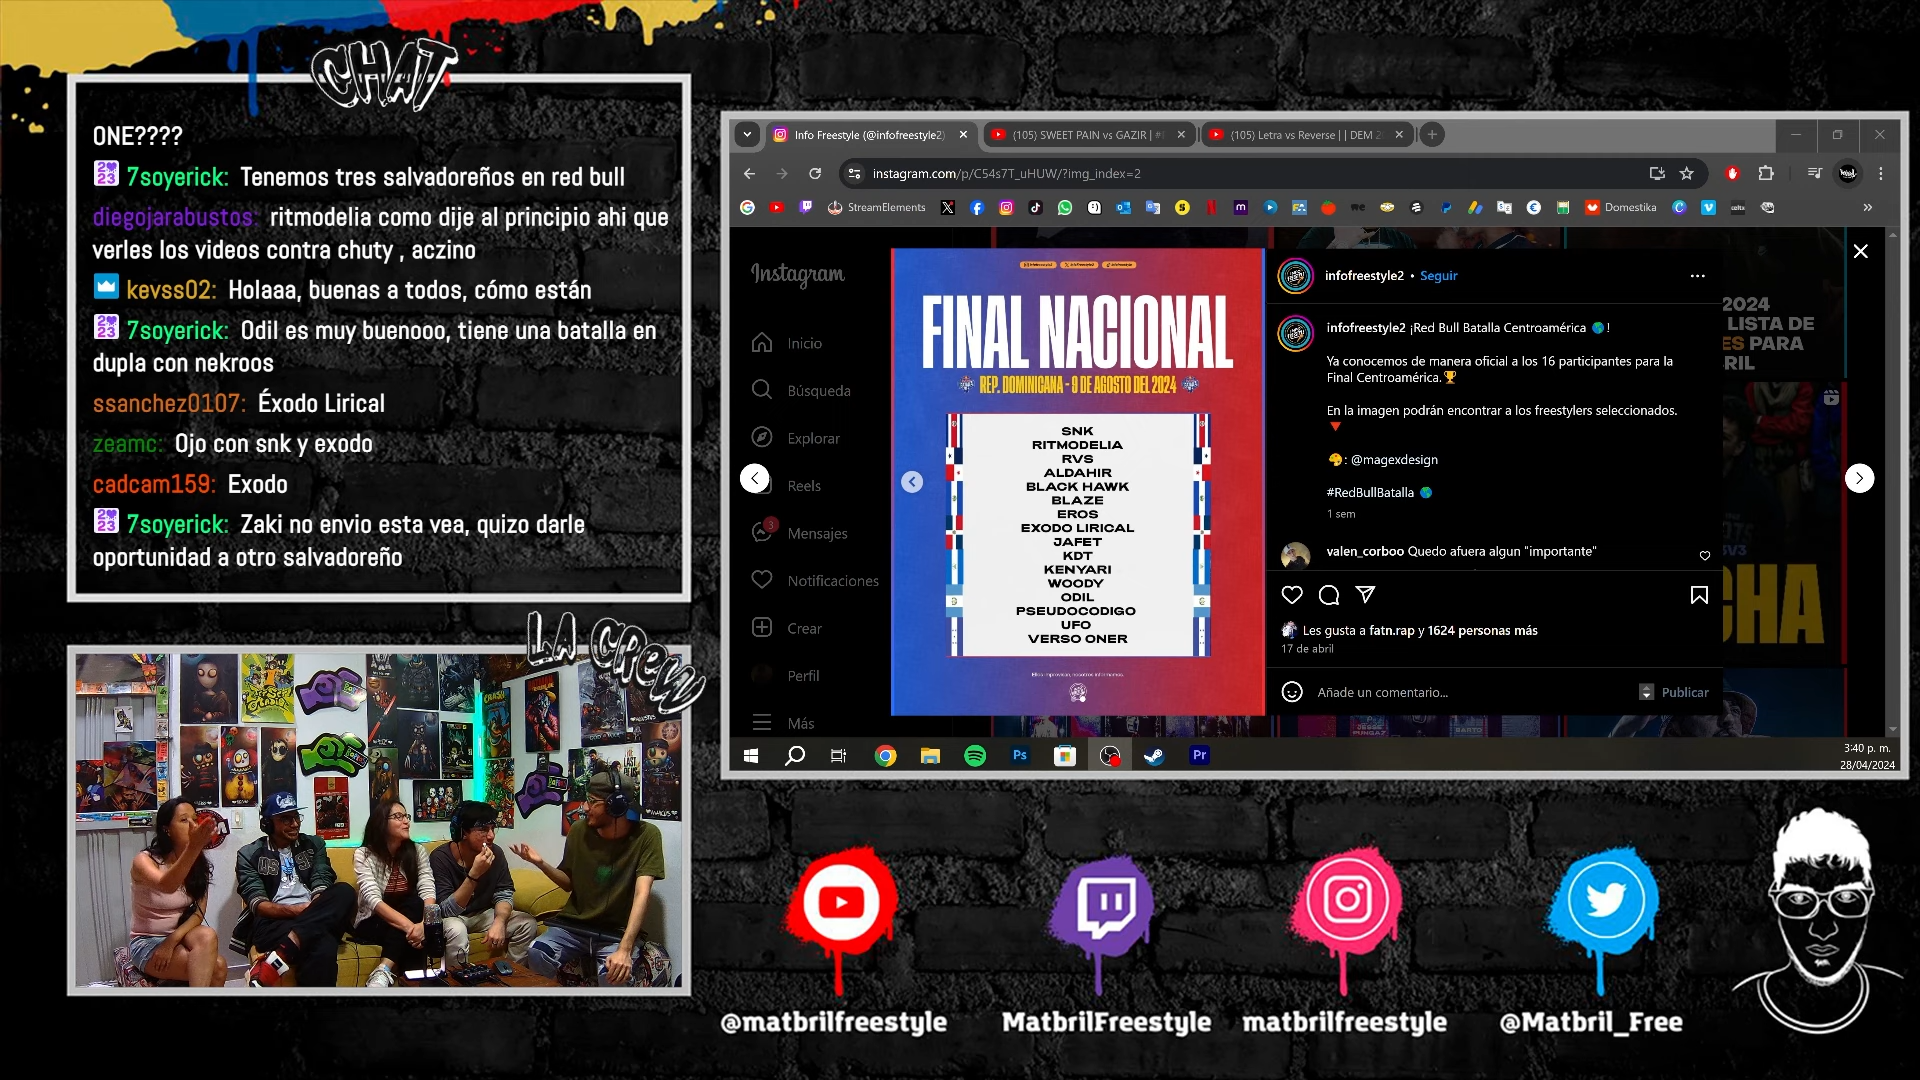 CHAT
ONE????
7soyerick: Tenemos tres salvadoreños en red bull
diegojarabustos: ritmodelia como dije al principio ahi que
verles los videos contra chuty , aczino
kevss02: Holaaa, buenas a todos, cómo están
7soyerick: Odil es muy buenooo, tiene una batalla en
dupla con nekroos
ssanchez0107: Éxodo Lirical
zeamc: Ojo con snk y exodo
cadcam159: Exodo
7soyerick: Zaki no envio esta vea, quizo darle
oportunidad a otro salvadoreño
LA CREW
Info Freestyle (@infofreestyle2)
(105) SWEET PAIN vs GAZIR | #
(105) Letra vs Reverse | | DEM 2
instagram.com/p/C54s7T_uHUW/?img_index=2
StreamElements
Domestika
Instagram
Inicio
Búsqueda
Explorar
Reels
3
Mensajes
Notificaciones
Crear
Perfil
Más
FINAL NACIONAL
REP. DOMINICANA - 9 DE AGOSTO DEL 2024
SNK
RITMODELIA
RVS
ALDAHIR
BLACK HAWK
BLAZE
EROS
EXODO LIRICAL
JAFET
KDT
KENYARI
WOODY
ODIL
PSEUDOCODIGO
UFO
VERSO ONER
infofreestyle2 • Seguir
infofreestyle2 ¡Red Bull Batalla Centroamérica 🌎 !
Ya conocemos de manera oficial a los 16 participantes para la
Final Centroamérica.🏆
En la imagen podrán encontrar a los freestylers seleccionados.
🔻
🎨: @magexdesign
#RedBullBatalla 🌎
1 sem
valen_corboo Quedo afuera algun "importante"
Les gusta a fatn.rap y 1624 personas más
17 de abril
Añade un comentario...
Publicar
2024
LISTA DE
ES PARA
RIL
3V3
CHA
Ps
Pr
3:40 p. m.
28/04/2024
@matbrilfreestyle
MatbrilFreestyle
matbrilfreestyle
@Matbril_Free